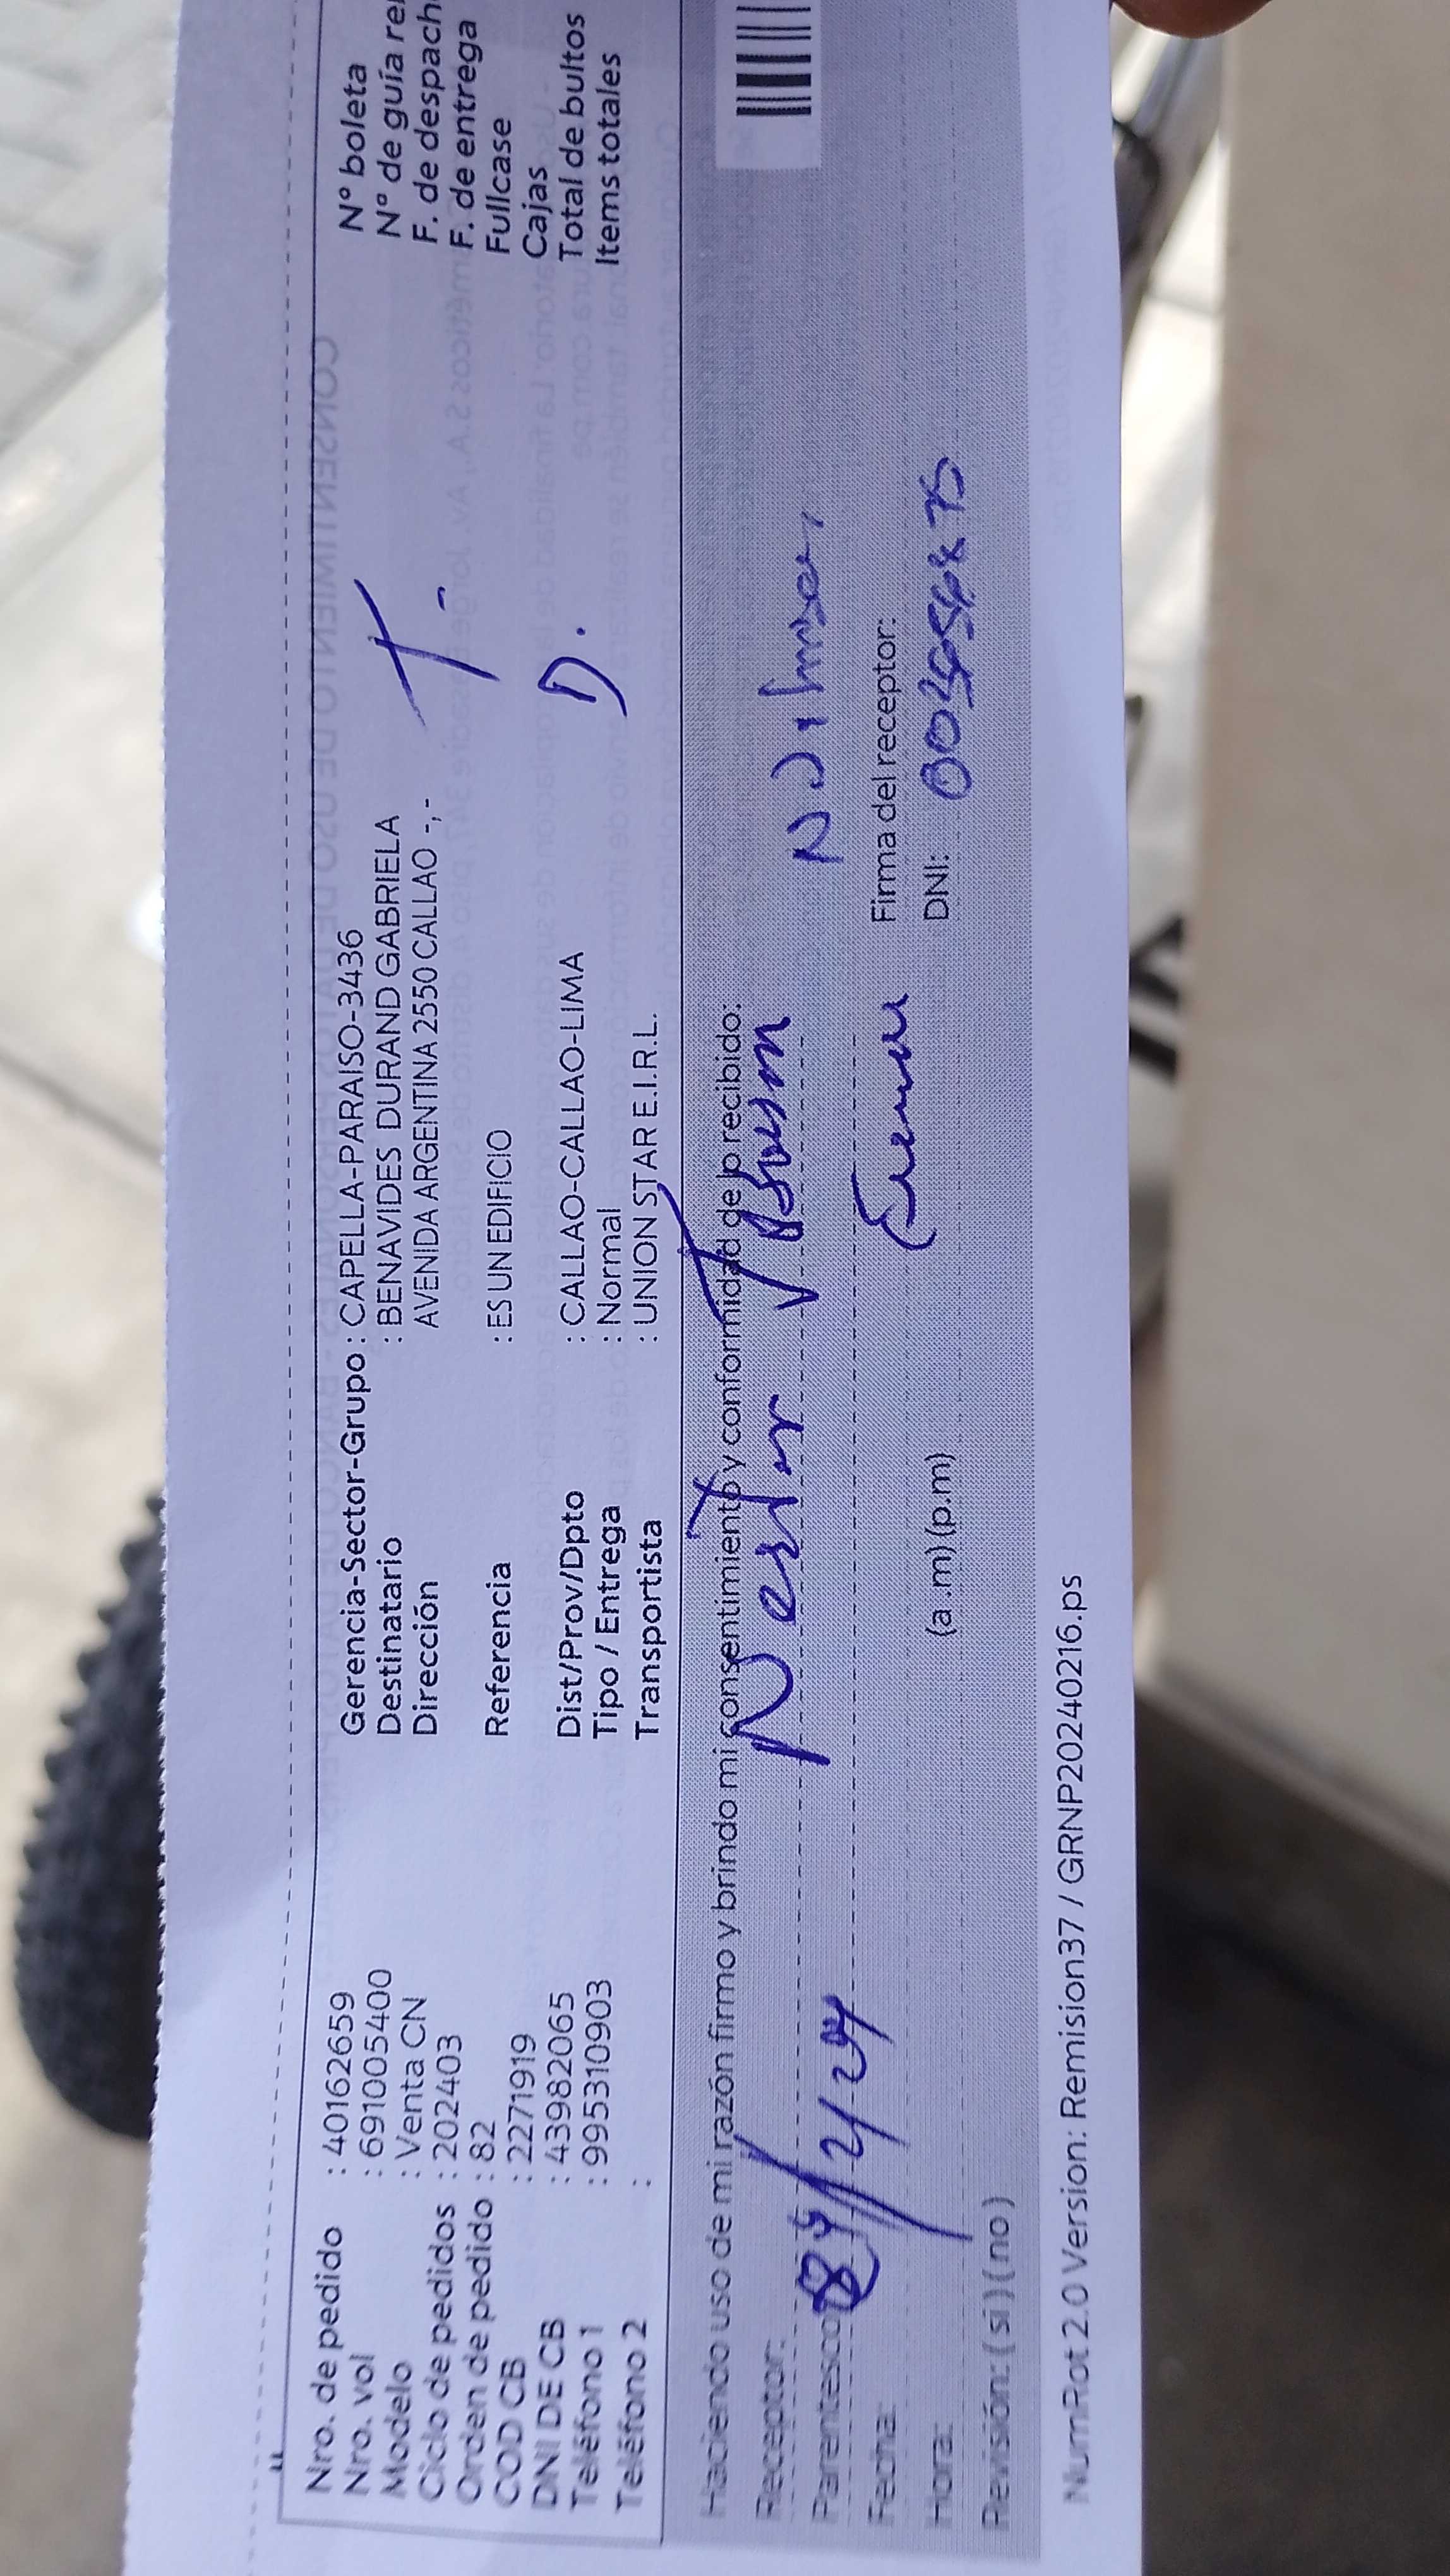 Nro. de pedido : 40162659
Nro. vol : 691005400
Modelo : Venta CN
Ciclo de pedidos : 202403
Orden de pedido : 82
COD CB : 2271919
DNI DE CB : 43982065
Teléfono 1 : 995310903
Teléfono 2 :
Gerencia-Sector-Grupo : CAPELLA-PARAISO-3436
Destinatario : BENAVIDES DURAND GABRIELA
Dirección AVENIDA ARGENTINA 2550 CALLAO -,-
Referencia : ES UN EDIFICIO
Dist/Prov/Dpto : CALLAO-CALLAO-LIMA
Tipo / Entrega : Normal
Transportista : UNION STAR E.I.R.L.
T-
D.
N° boleta
N° de guía re
F. de despach
F. de entrega
Fullcase
Cajas
Total de bultos
Items totales
Haciendo uso de mi razón firmo y brindo mi consentimiento y conformidad de lo recibido:
Receptor: Nestor
Parentesco:
Fecha:
Hora: (a .m) (p.m)
Revisión: ( si ) ( no )
Firma del receptor:
DNI:
NumRot 2.0 Version: Remision37 / GRNP20240216.ps